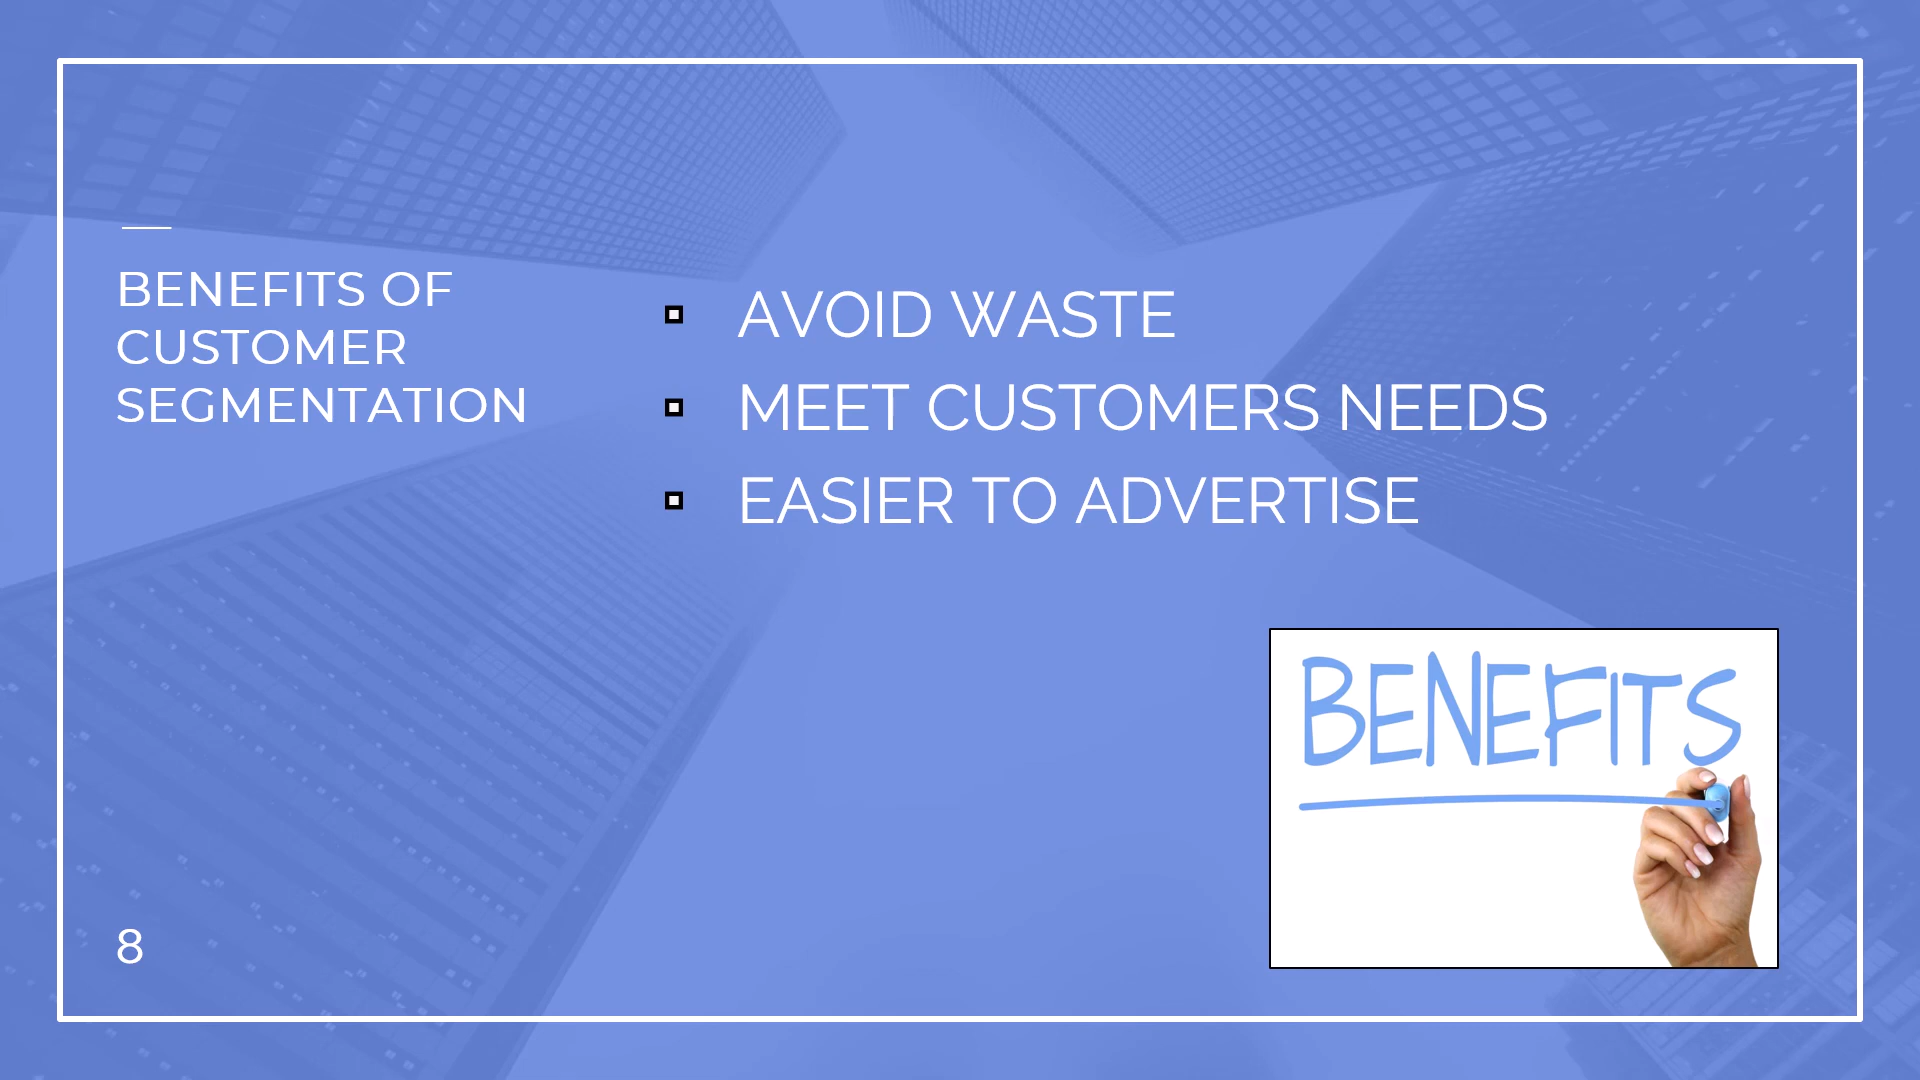 BENEFITS OF
CUSTOMER
SEGMENTATION
AVOID WASTE
MEET CUSTOMERS NEEDS
EASIER TO ADVERTISE
BENEFITS
8